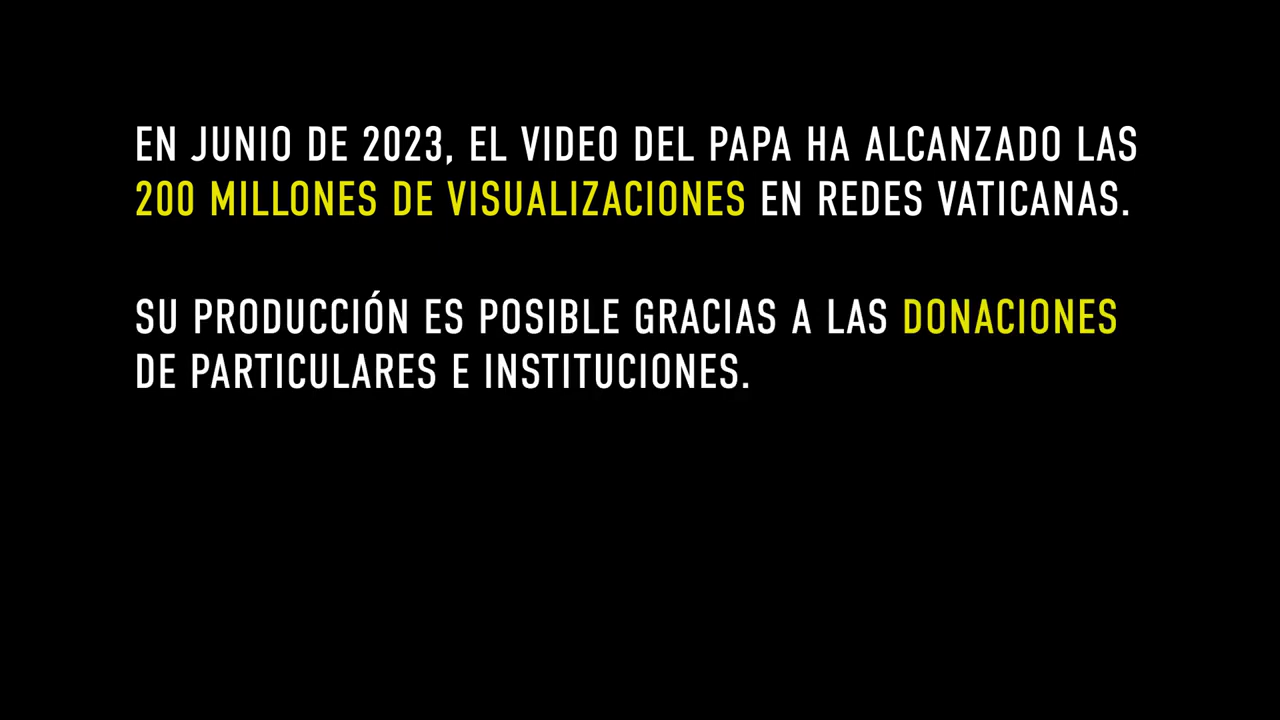 EN JUNIO DE 2023, EL VIDEO DEL PAPA HA ALCANZADO LAS
200 MILLONES DE VISUALIZACIONES EN REDES VATICANAS.
SU PRODUCCIÓN ES POSIBLE GRACIAS A LAS DONACIONES
DE PARTICULARES E INSTITUCIONES.